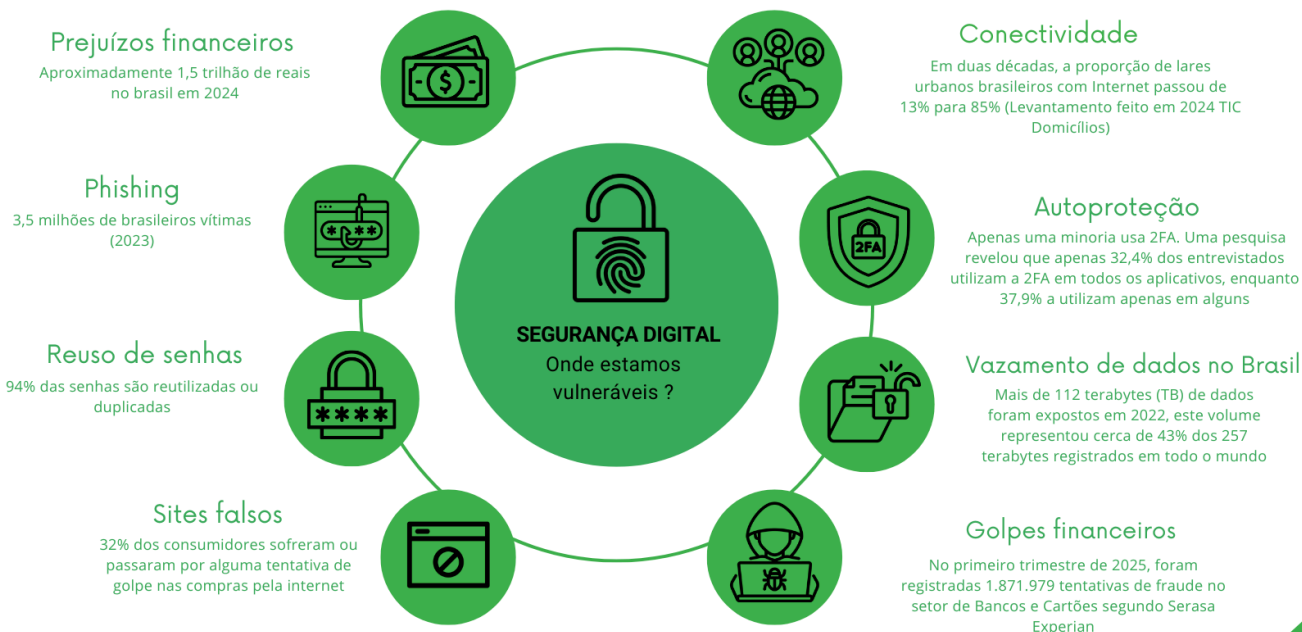 Prejuízos financeiros
Aproximadamente 1,5 trilhão de reais
no brasil em 2024
Phishing
3,5 milhões de brasileiros vítimas
(2023)
Reuso de senhas
94% das senhas são reutilizadas ou
duplicadas
Sites falsos
32% dos consumidores sofreram ou
passaram por alguma tentativa de
golpe nas compras pela internet
SEGURANÇA DIGITAL
Onde estamos
vulneráveis ?
Conectividade
Em duas décadas, a proporção de lares
urbanos brasileiros com Internet passou de
13% para 85% (Levantamento feito em 2024 TIC
Domicílios)
2FA
Autoproteção
Apenas uma minoria usa 2FA. Uma pesquisa
revelou que apenas 32,4% dos entrevistados
utilizam a 2FA em todos os aplicativos, enquanto
37,9% a utilizam apenas em alguns
Vazamento de dados no Brasil
Mais de 112 terabytes (TB) de dados
foram expostos em 2022, este volume
representou cerca de 43% dos 257
terabytes registrados em todo o mundo
Golpes financeiros
No primeiro trimestre de 2025, foram
registradas 1.871.979 tentativas de fraude no
setor de Bancos e Cartões segundo Serasa
Experian